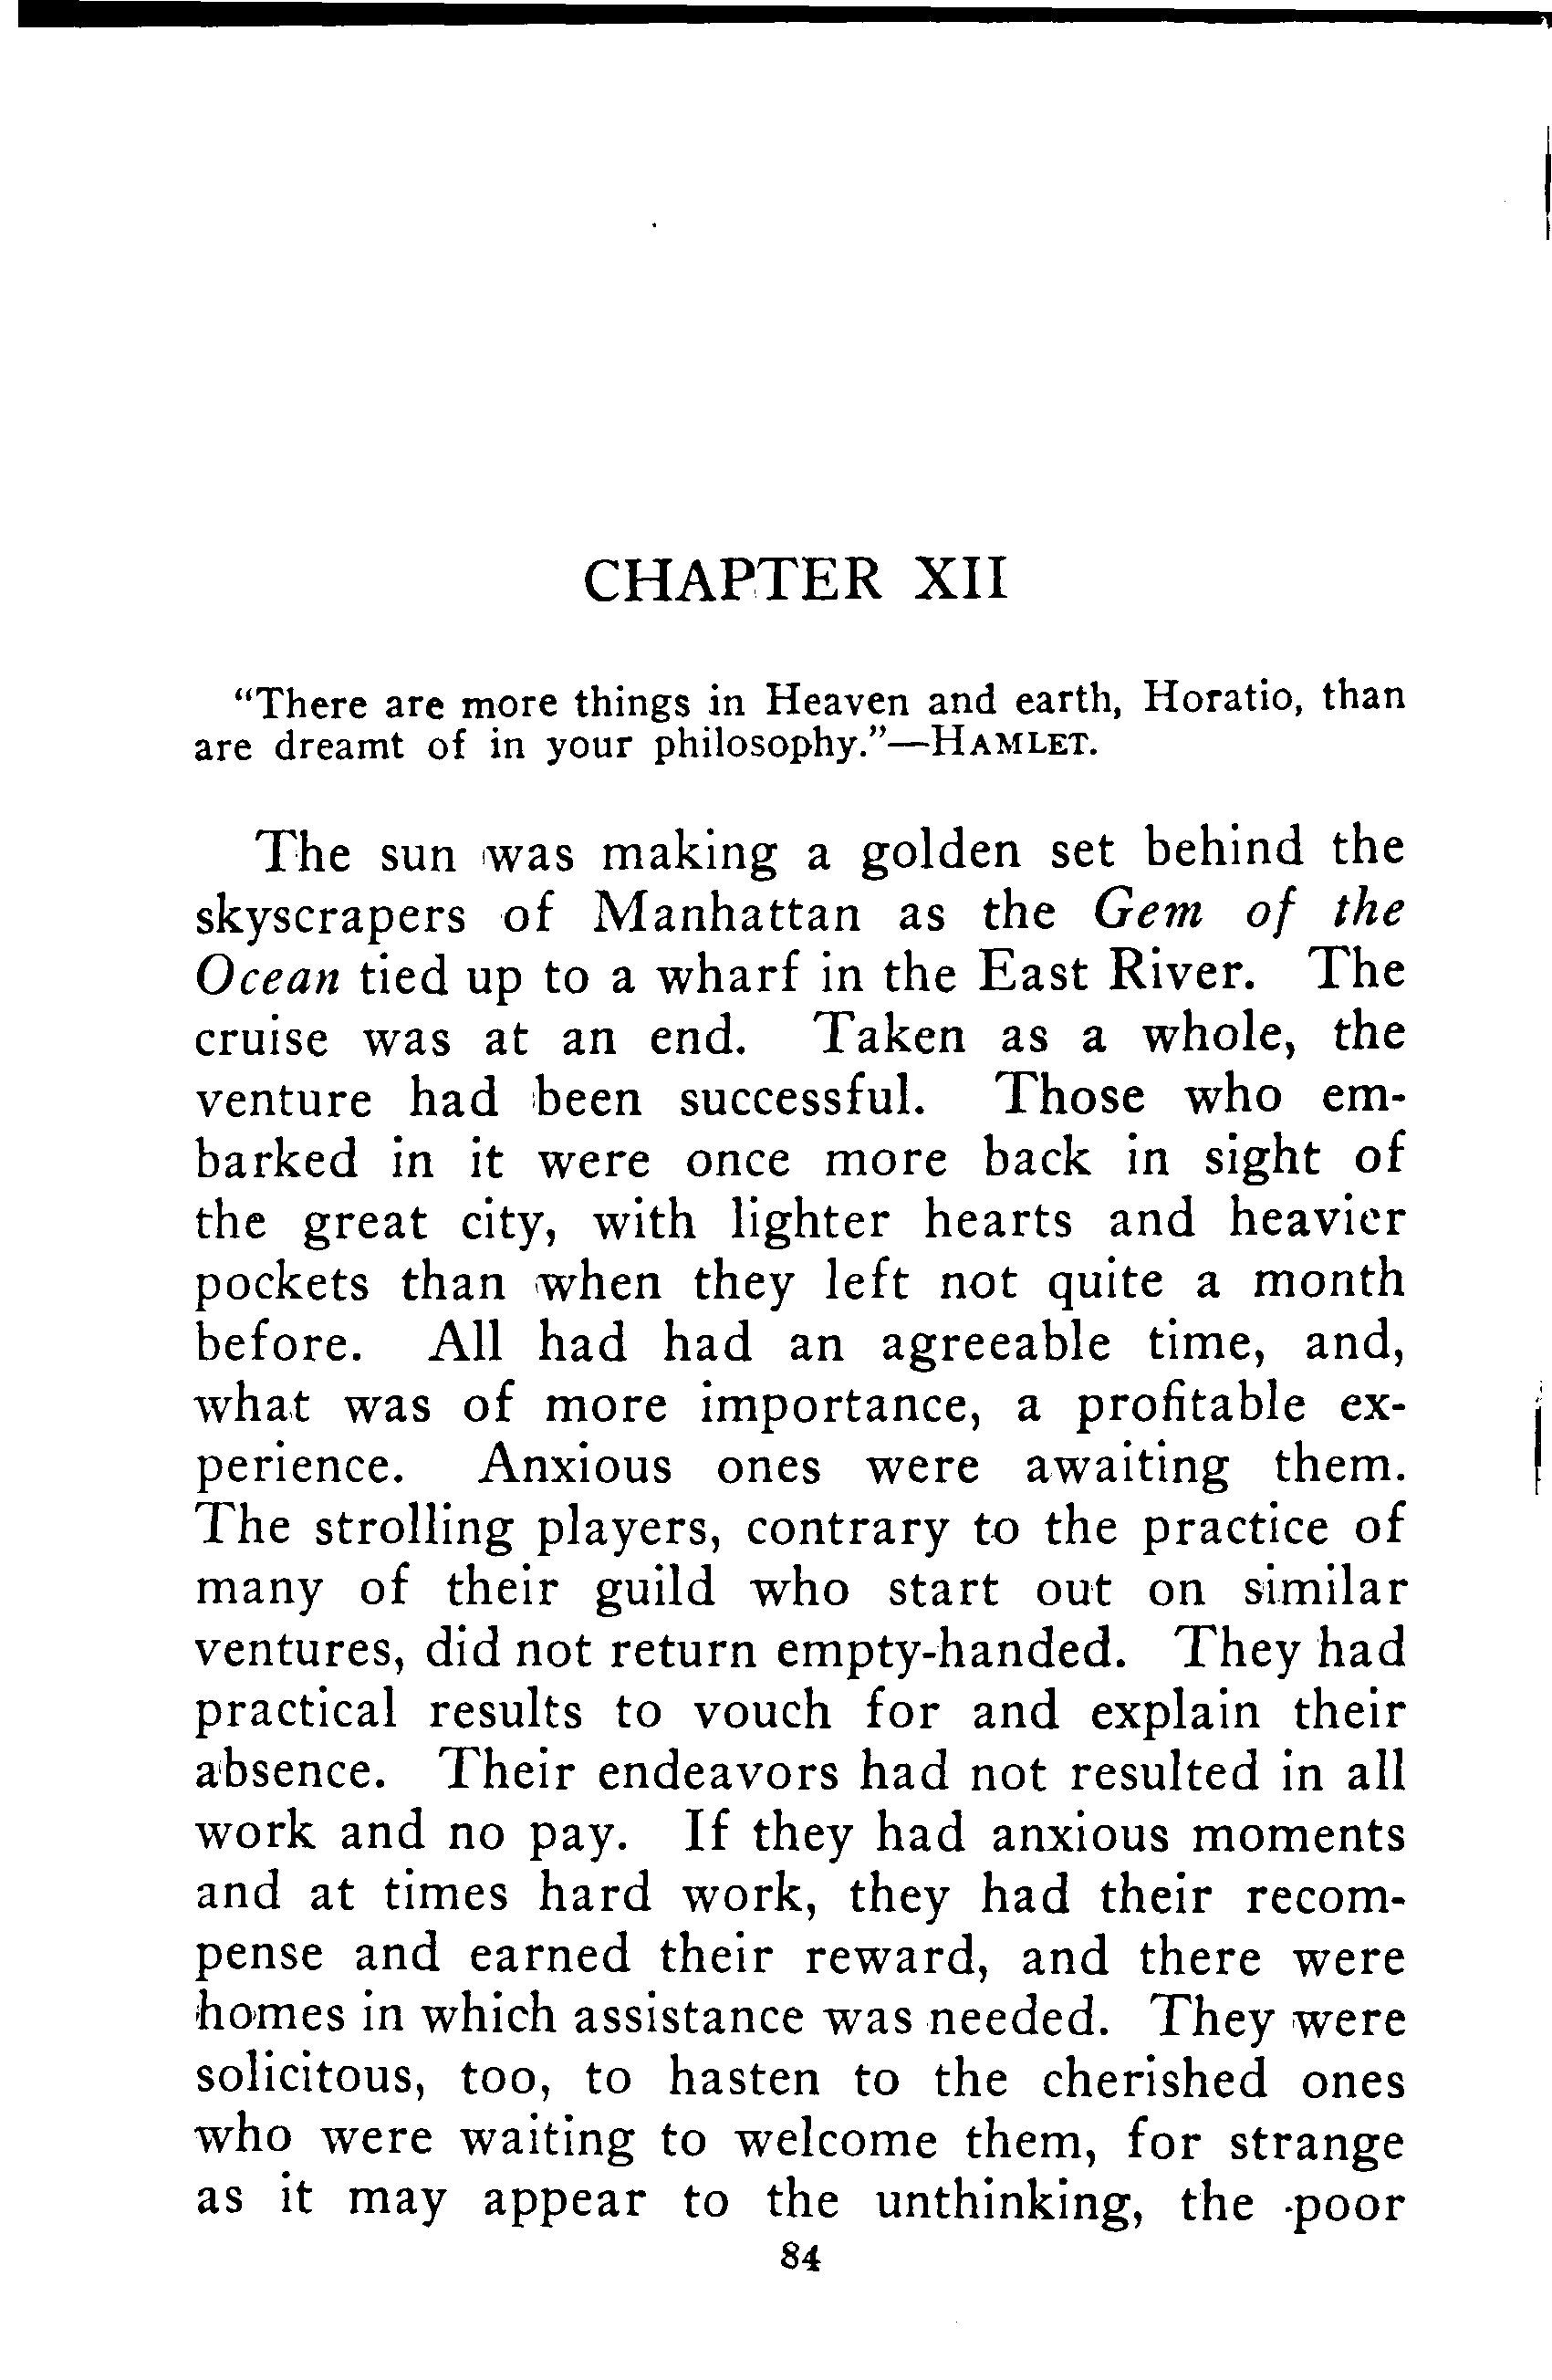 CHAPTER XII
“There are more things in Heaven and earth, Horatio, than
are dreamt of in your philosophy.”—HAMLET.
The sun was making a golden set behind the
skyscrapers of Manhattan as the Gem of the
Ocean tied up to a wharf in the East River. The
cruise was at an end. Taken as a whole, the
venture had been successful. Those who em-
barked in it were once more back in sight of
the great city, with lighter hearts and heavier
pockets than when they left not quite a month
before. All had had an agreeable time, and,
what was of more importance, a profitable ex-
perience. Anxious ones were awaiting them.
The strolling players, contrary to the practice of
many of their guild who start out on similar
ventures, did not return empty-handed. They had
practical results to vouch for and explain their
absence. Their endeavors had not resulted in all
work and no pay. If they had anxious moments
and at times hard work, they had their recom-
pense and earned their reward, and there were
homes in which assistance was needed. They were
solicitous, too, to hasten to the cherished ones
who were waiting to welcome them, for strange
as it may appear to the unthinking, the poor
84